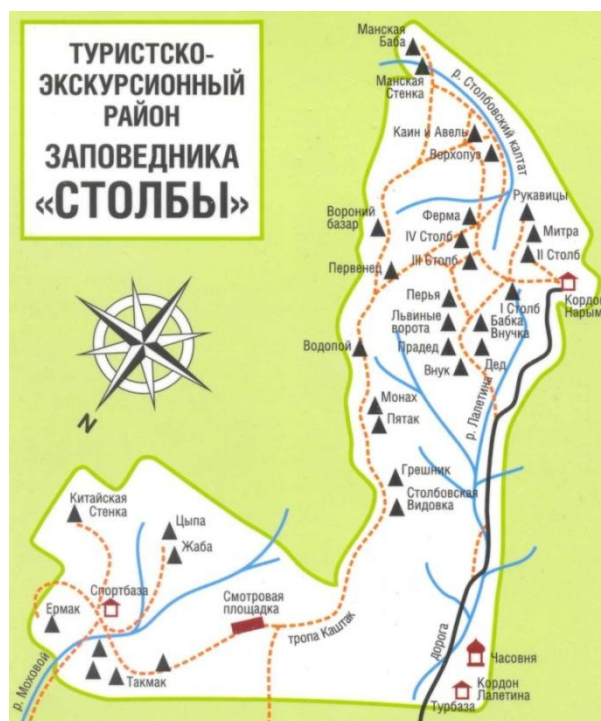 ТУРИСТСКО-
ЭКСКУРСИОННЫЙ
РАЙОН
ЗАПОВЕДНИКА
«СТОЛБЫ»
Манская
Баба
Манская
Стенка
р. Столбовский калтат
Каин и Авель
Ворхопуз
Рукавицы
Вороний
базар
Ферма
Митра
IV Столб
II Столб
III Столб
Первенец
Перья
I Столб
Кордон
Нарым
Львиные
ворота
Бабка
Внучка
Водопой
Прадед
Дед
Внук
р. Лалетина
N
Монах
Пятак
Грешник
Столбовская
Видовка
Китайская
Стенка
Цыпа
Жаба
Спортбаза
Смотровая
площадка
Ермак
тропа Каштак
дорога
Часовня
Такмак
р. Моховой
Кордон
Лалетина
Турбаза